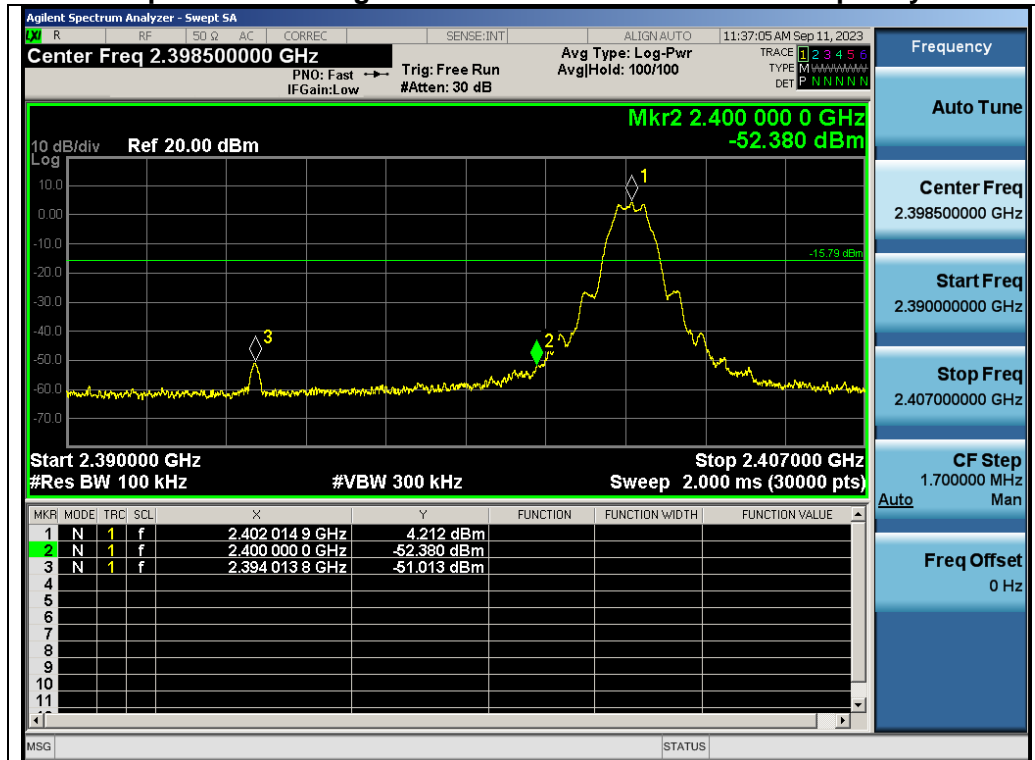 Agilent Spectrum Analyzer - Swept SA
LXI R RF 50 Ω AC CORREC SENSE:INT ALIGN AUTO 11:37:05 AM Sep 11, 2023
Center Freq 2.398500000 GHz
PNO: Fast
IFGain:Low
Trig: Free Run
#Atten: 30 dB
Avg Type: Log-Pwr
Avg|Hold: 100/100
TRACE 1 2 3 4 5 6
TYPE M WWWWW
DET P N N N N N
Mkr2 2.400 000 0 GHz
-52.380 dBm
10 dB/div Ref 20.00 dBm
Log
10.0
0.00
-10.0
-20.0
-30.0
-40.0
-50.0
-60.0
-70.0
1
-15.79 dBm
2
3
Start 2.390000 GHz Stop 2.407000 GHz
#Res BW 100 kHz #VBW 300 kHz Sweep 2.000 ms (30000 pts)
MKR MODE TRC SCL X Y FUNCTION FUNCTION WIDTH FUNCTION VALUE
1 N 1 f 2.402 014 9 GHz 4.212 dBm
2 N 1 f 2.400 000 0 GHz -52.380 dBm
3 N 1 f 2.394 013 8 GHz -51.013 dBm
4
5
6
7
8
9
10
11
MSG STATUS
Frequency
Auto Tune
Center Freq
2.398500000 GHz
Start Freq
2.390000000 GHz
Stop Freq
2.407000000 GHz
CF Step
1.700000 MHz
Auto Man
Freq Offset
0 Hz